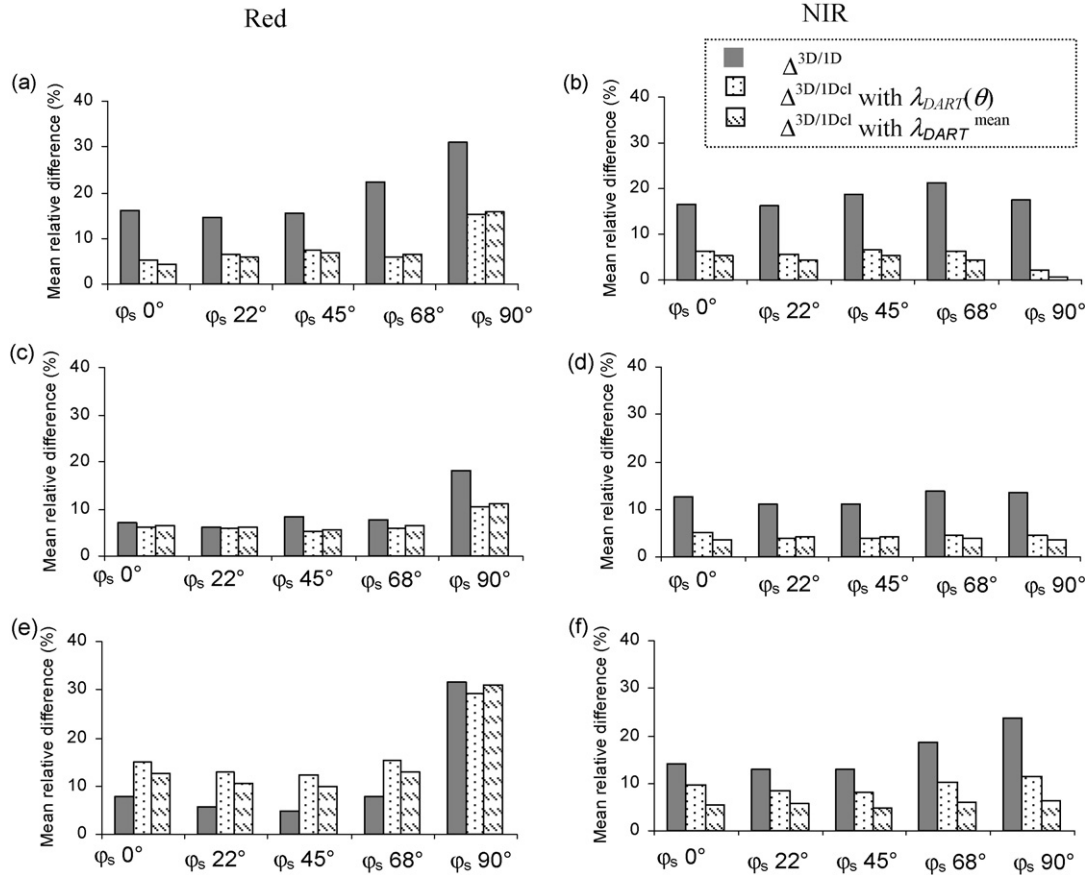 Red
NIR
Δ3D/1D
Δ3D/1Dcl with λDART(θ)
Δ3D/1Dcl with λDART mean
(a)
Mean relative difference (%)
40
30
20
10
0
φs 0° φs 22° φs 45° φs 68° φs 90°
(b)
Mean relative difference (%)
40
30
20
10
0
φs 0° φs 22° φs 45° φs 68° φs 90°
(c)
Mean relative difference (%)
40
30
20
10
0
φs 0° φs 22° φs 45° φs 68° φs 90°
(d)
Mean relative difference (%)
40
30
20
10
0
φs 0° φs 22° φs 45° φs 68° φs 90°
(e)
Mean relative difference (%)
40
30
20
10
0
φs 0° φs 22° φs 45° φs 68° φs 90°
(f)
Mean relative difference (%)
40
30
20
10
0
φs 0° φs 22° φs 45° φs 68° φs 90°